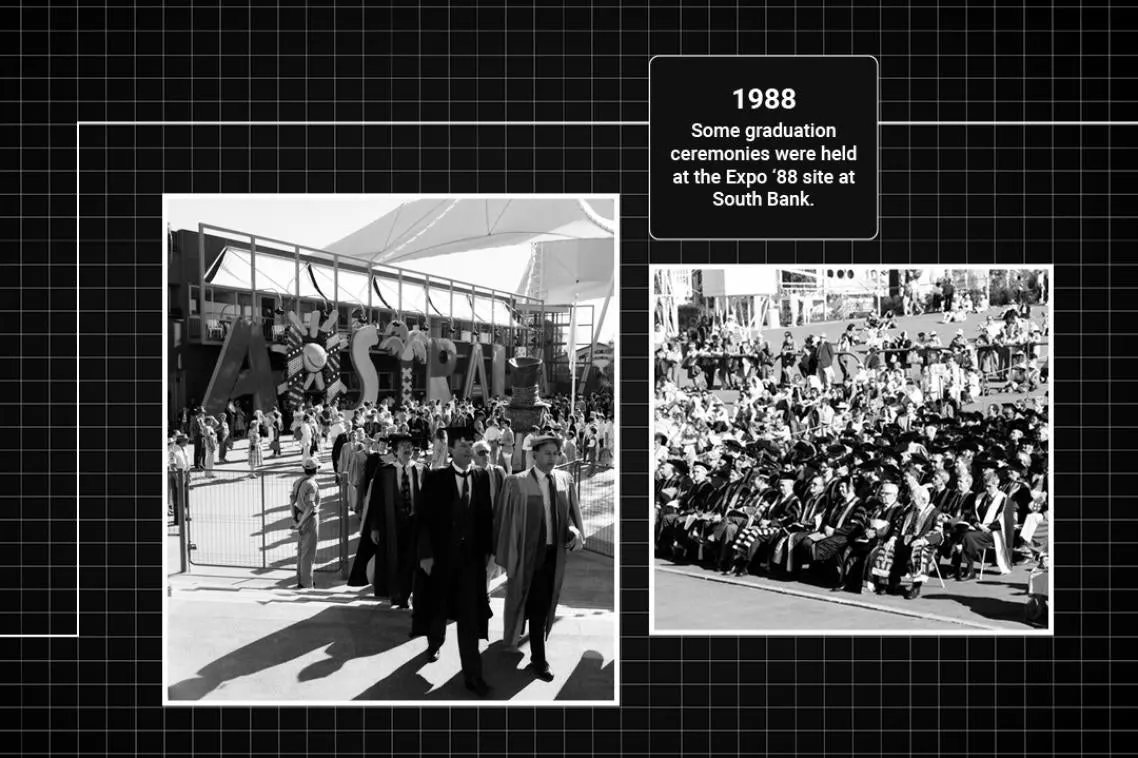 1988
Some graduation
ceremonies were held
at the Expo ‘88 site at
South Bank.